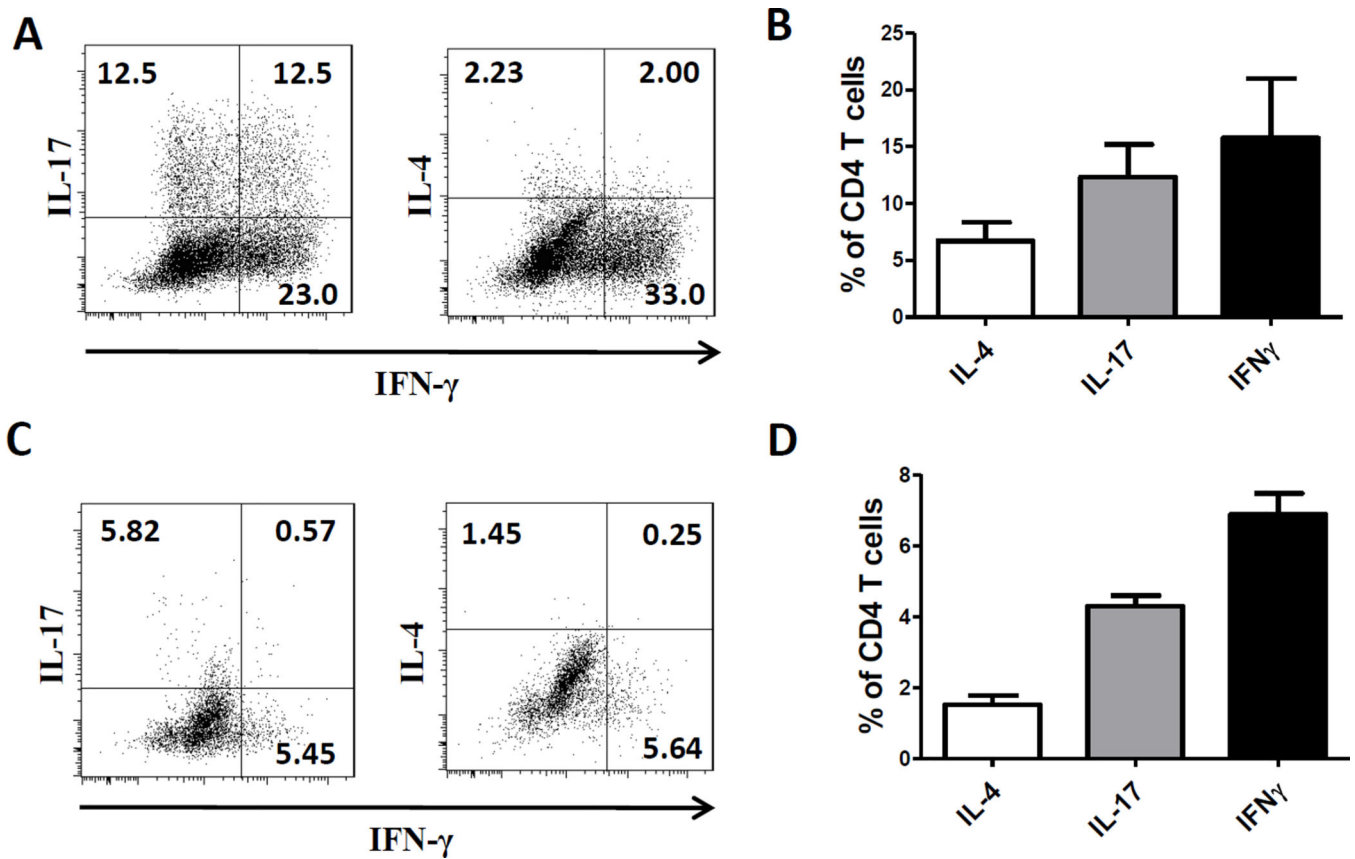 A
12.5 12.5
IL-17
23.0
2.23 2.00
IL-4
33.0
IFN-γ
B
% of CD4 T cells
25
20
15
10
5
0
IL-4 IL-17 IFNγ
C
5.82 0.57
IL-17
5.45
1.45 0.25
IL-4
5.64
IFN-γ
D
% of CD4 T cells
8
6
4
2
0
IL-4 IL-17 IFNγ